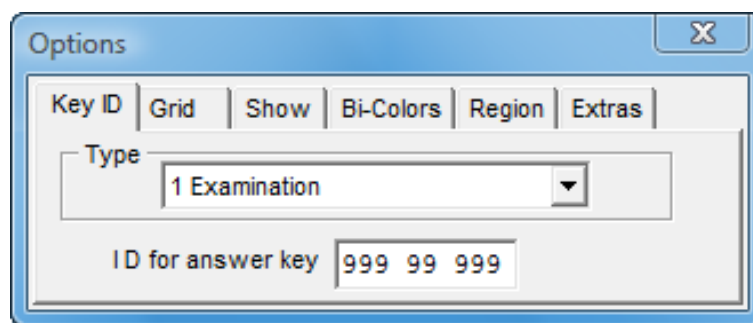 Options
Key ID Grid Show Bi-Colors Region Extras
Type
1 Examination
ID for answer key 999 99 999